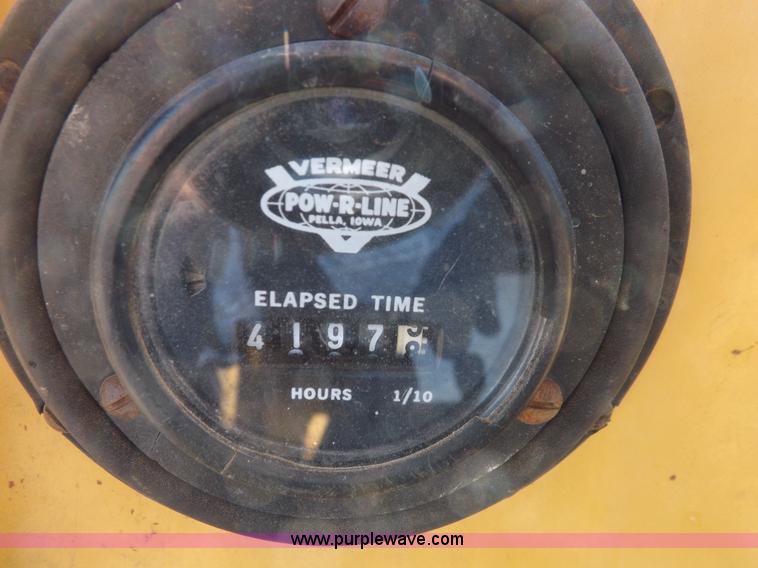 VERMEER
POW-R-LINE
PELLA, IOWA
ELAPSED TIME
4197
HOURS 1/10
www.purplewave.com